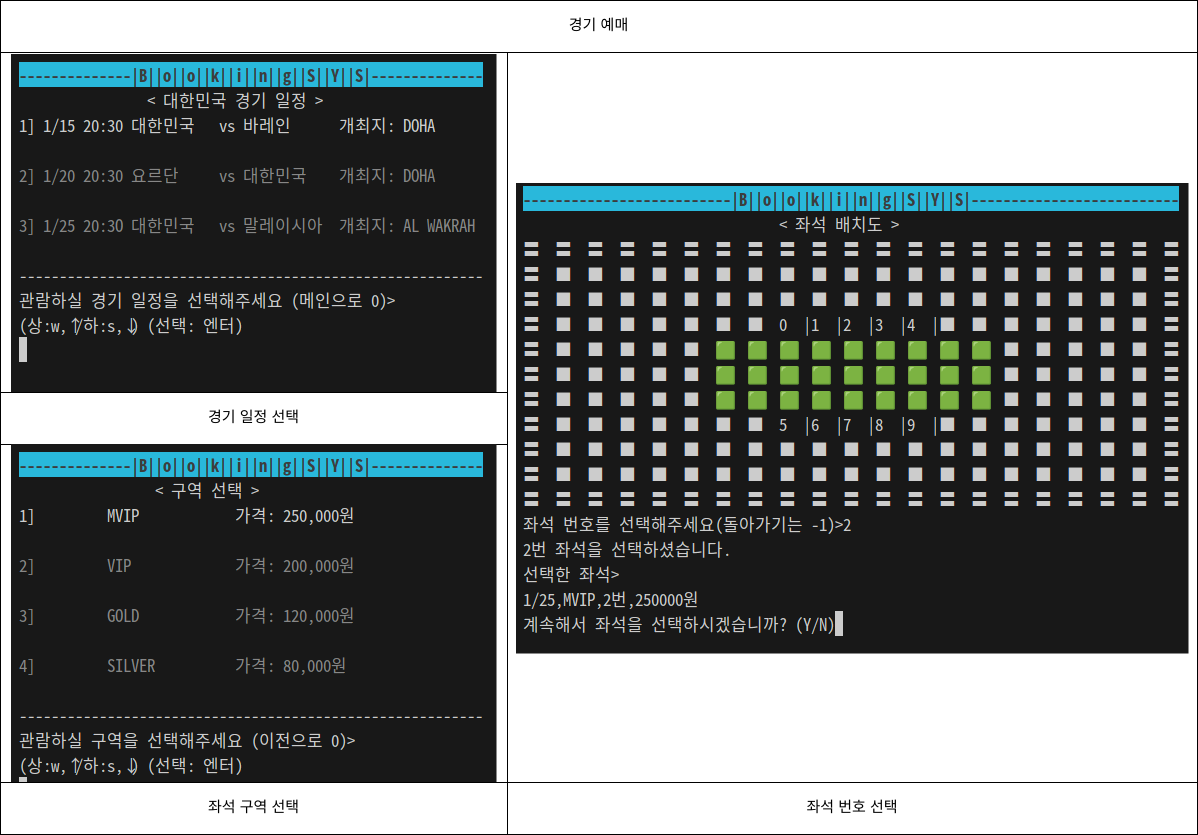 경기 예매
--------------|B||o||o||k||i||n||g||S||Y||S|--------------
< 대한민국 경기 일정 >
1] 1/15 20:30 대한민국 vs 바레인 개최지: DOHA
2] 1/20 20:30 요르단 vs 대한민국 개최지: DOHA
3] 1/25 20:30 대한민국 vs 말레이시아 개최지: AL WAKRAH
----------------------------------------------------------
관람하실 경기 일정을 선택해주세요 (메인으로 0)>
(상:w,↑/하:s,↓) (선택: 엔터)
경기 일정 선택
--------------|B||o||o||k||i||n||g||S||Y||S|--------------
< 구역 선택 >
1] MVIP 가격: 250,000원
2] VIP 가격: 200,000원
3] GOLD 가격: 120,000원
4] SILVER 가격: 80,000원
----------------------------------------------------------
관람하실 구역을 선택해주세요 (이전으로 0)>
(상:w,↑/하:s,↓) (선택: 엔터)
좌석 구역 선택
--------------------------|B||o||o||k||i||n||g||S||Y||S|--------------------------
< 좌석 배치도 >
0 |1 |2 |3 |4 |
5 |6 |7 |8 |9 |
좌석 번호를 선택해주세요(돌아가기는 -1)>2
2번 좌석을 선택하셨습니다.
선택한 좌석>
1/25,MVIP,2번,250000원
계속해서 좌석을 선택하시겠습니까? (Y/N)
좌석 번호 선택